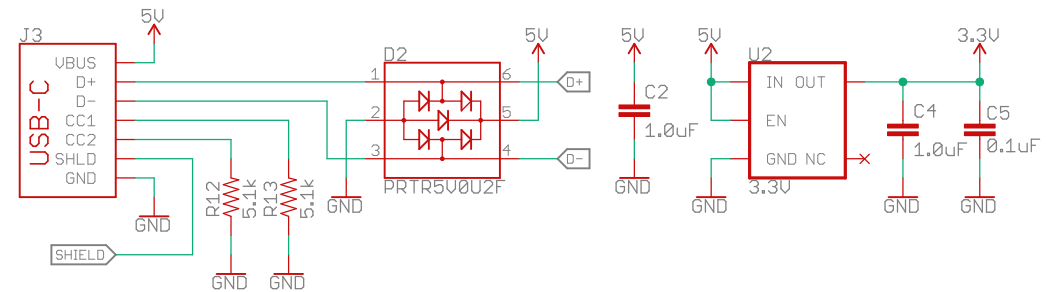 J3
5V
USB-C
VBUS
D+
D-
CC1
CC2
SHLD
GND
GND
SHIELD
R12
5.1k
GND
R13
5.1k
GND
D2
1
2
3
6
5
4
PRTR5V0U2F
GND
5V
D+
D-
5V
C2
1.0uF
GND
5V
U2
IN OUT
EN
GND NC
3.3V
GND
3.3V
C4
1.0uF
GND
C5
0.1uF
GND